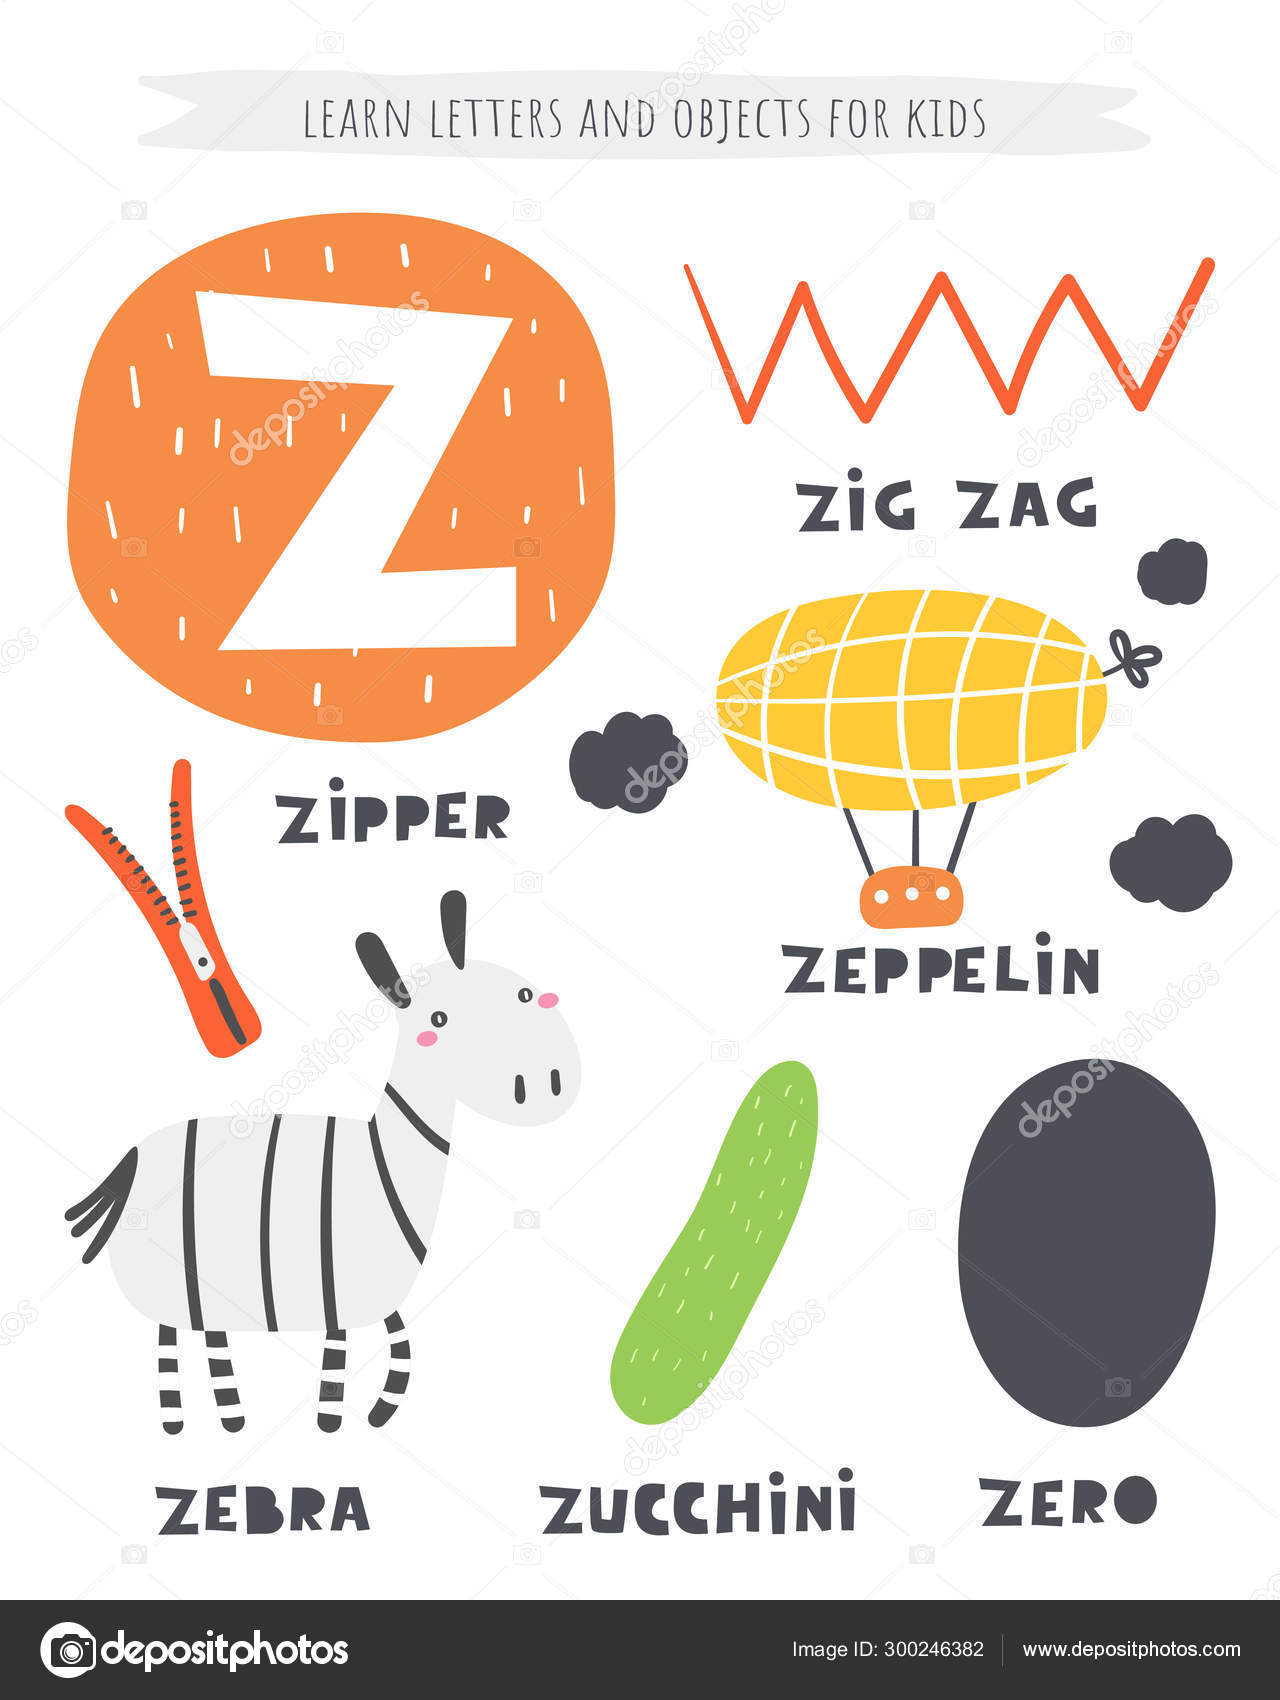 LEARN LETTERS AND OBJECTS FOR KIDS
Z
ZiG ZAG
ZiPPER
ZEPPELiN
ZEBRA
ZUCCHiNi
ZERO
depositphotos
Image ID: 300246382
www.depositphotos.com